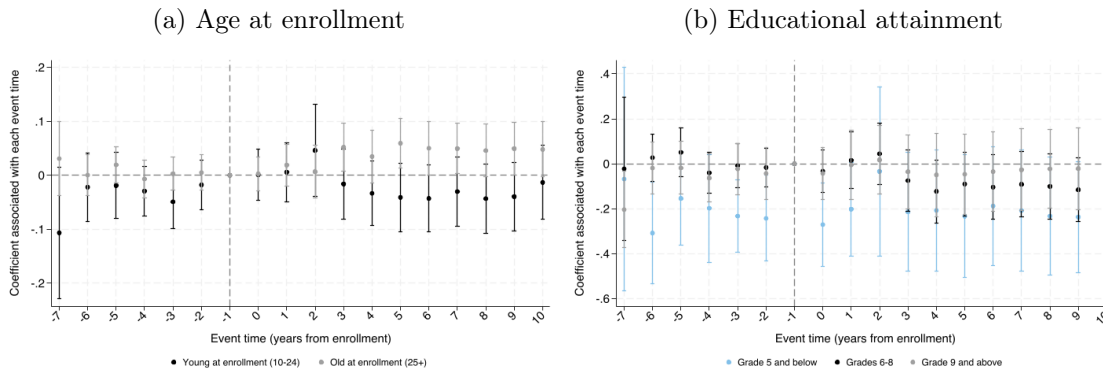 (a) Age at enrollment
Coefficient associated with each event time
.2
.1
0
-.1
-.2
-7 -6 -5 -4 -3 -2 -1 0 1 2 3 4 5 6 7 8 9 10
Event time (years from enrollment)
Young at enrollment (10-24) Old at enrollment (25+)
(b) Educational attainment
Coefficient associated with each event time
.4
.2
0
-.2
-.4
-.6
-7 -6 -5 -4 -3 -2 -1 0 1 2 3 4 5 6 7 8 9 10
Event time (years from enrollment)
Grade 5 and below Grades 6-8 Grade 9 and above